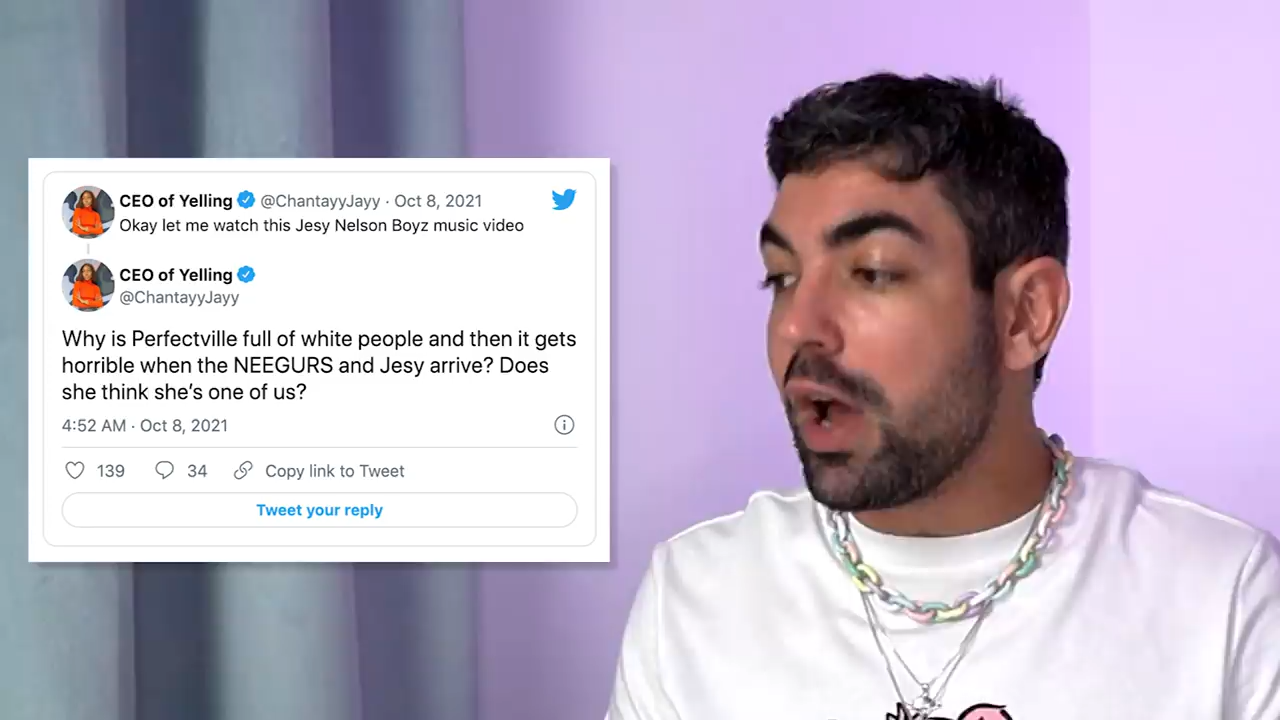 CEO of Yelling @ChantayyJayy · Oct 8, 2021
Okay let me watch this Jesy Nelson Boyz music video
CEO of Yelling
@ChantayyJayy
Why is Perfectville full of white people and then it gets
horrible when the NEEGURS and Jesy arrive? Does
she think she's one of us?
4:52 AM · Oct 8, 2021
139 34 Copy link to Tweet
Tweet your reply